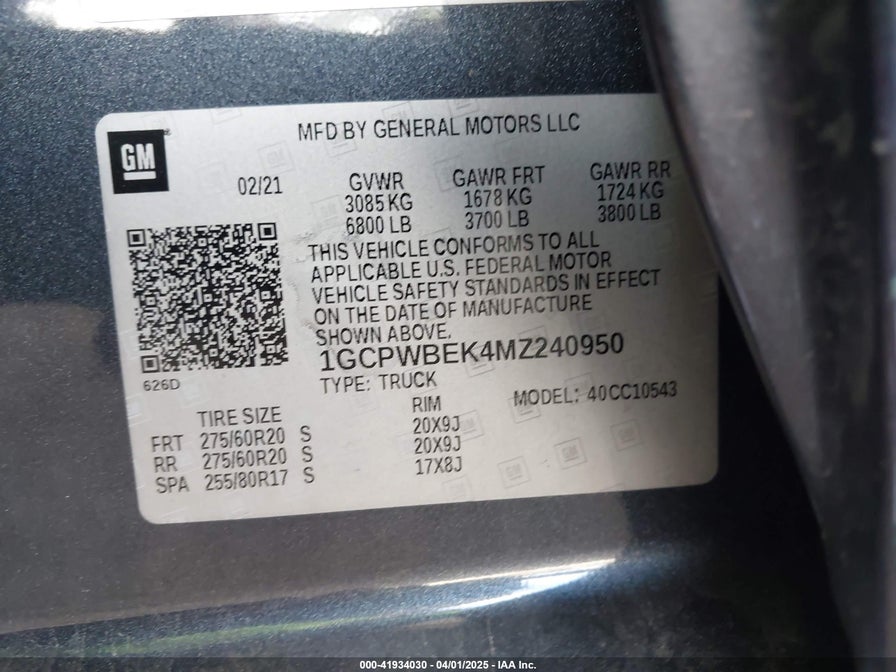 GM
MFD BY GENERAL MOTORS LLC
02/21
GVWR GAWR FRT GAWR RR
3085 KG 1678 KG 1724 KG
6800 LB 3700 LB 3800 LB
THIS VEHICLE CONFORMS TO ALL
APPLICABLE U.S. FEDERAL MOTOR
VEHICLE SAFETY STANDARDS IN EFFECT
ON THE DATE OF MANUFACTURE
SHOWN ABOVE.
1GCPWBEK4MZ240950
626D
TYPE: TRUCK
MODEL: 40CC10543
TIRE SIZE RIM
FRT 275/60R20 S 20X9J
RR 275/60R20 S 20X9J
SPA 255/80R17 S 17X8J
000-41934030 - 04/01/2025 - IAA Inc.